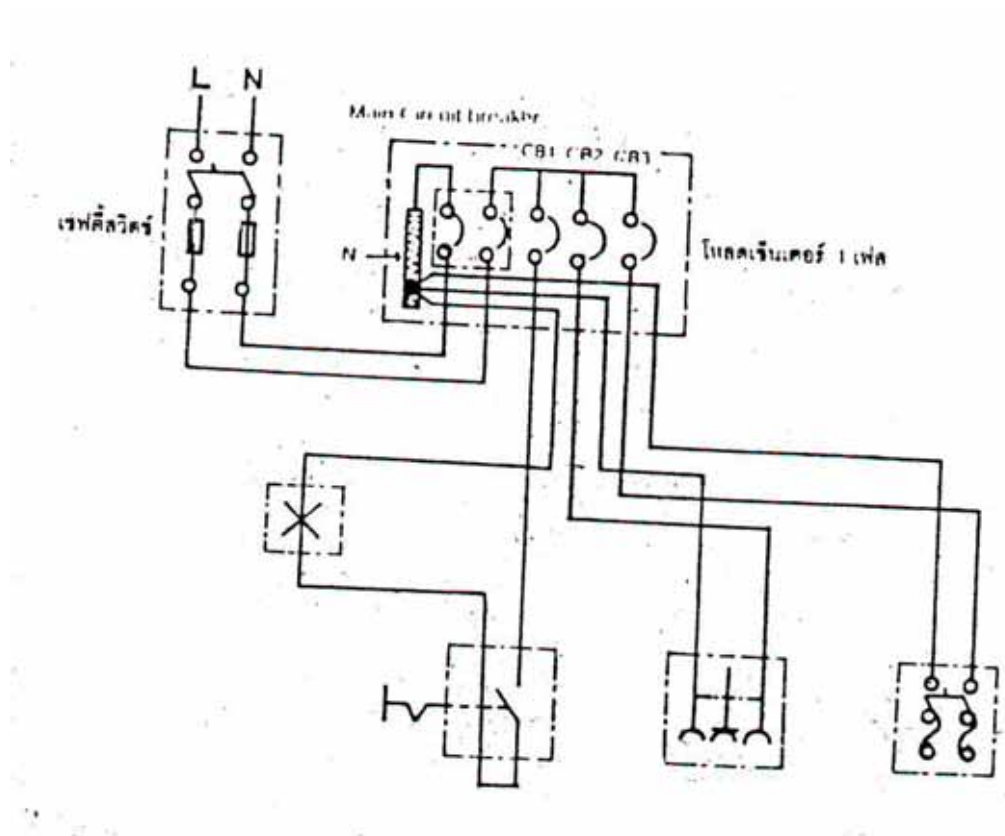 L N
Main Circuit breaker
CB1 CB2 CB3
เซฟตี้สวิตช์
N
โหลดเซ็นเตอร์ 1 เฟส